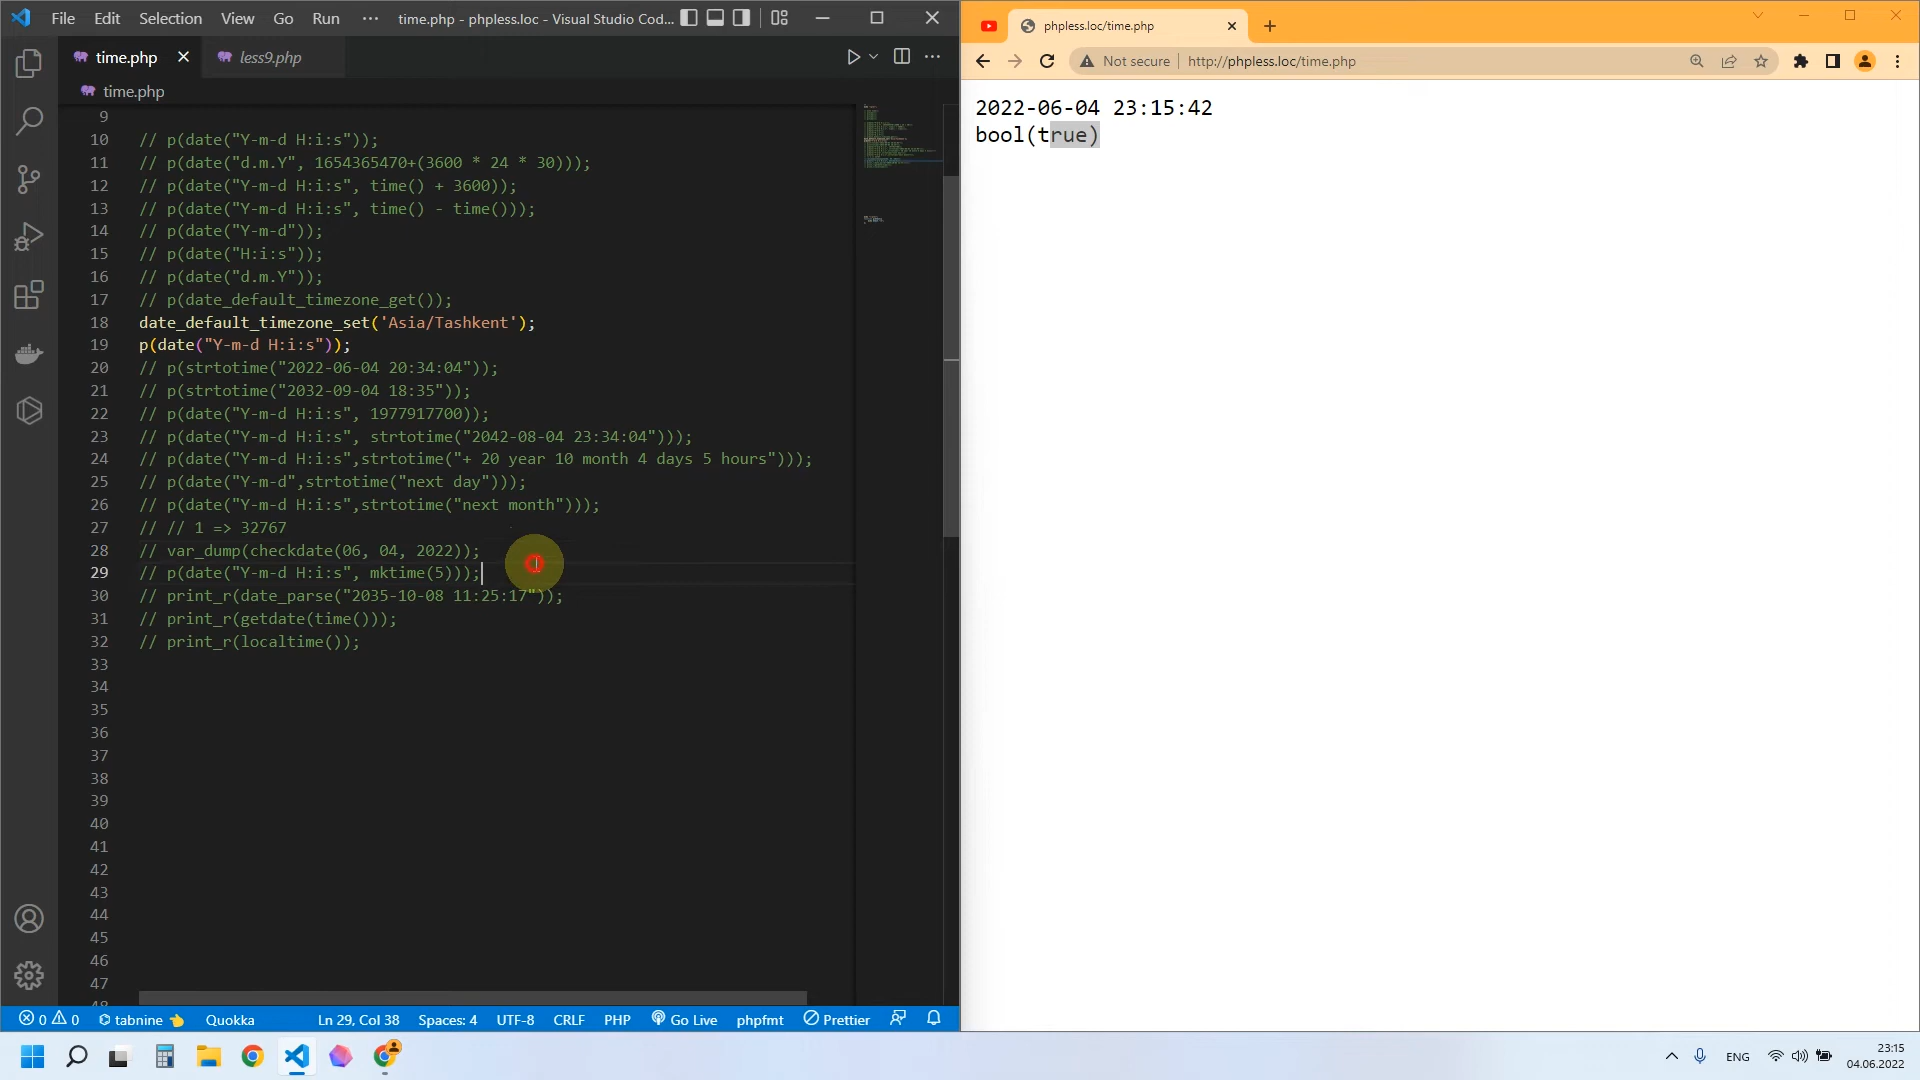 File Edit Selection View Go Run ··· time.php - phpless.loc - Visual Studio Cod...
time.php less9.php
time.php
9
10 // p(date("Y-m-d H:i:s"));
11 // p(date("d.m.Y", 1654365470+(3600 * 24 * 30)));
12 // p(date("Y-m-d H:i:s", time() + 3600));
13 // p(date("Y-m-d H:i:s", time() - time()));
14 // p(date("Y-m-d"));
15 // p(date("H:i:s"));
16 // p(date("d.m.Y"));
17 // p(date_default_timezone_get());
18 date_default_timezone_set('Asia/Tashkent');
19 p(date("Y-m-d H:i:s"));
20 // p(strtotime("2022-06-04 20:34:04"));
21 // p(strtotime("2032-09-04 18:35"));
22 // p(date("Y-m-d H:i:s", 1977917700));
23 // p(date("Y-m-d H:i:s", strtotime("2042-08-04 23:34:04")));
24 // p(date("Y-m-d H:i:s",strtotime("+ 20 year 10 month 4 days 5 hours")));
25 // p(date("Y-m-d",strtotime("next day")));
26 // p(date("Y-m-d H:i:s",strtotime("next month")));
27 // // 1 => 32767
28 // var_dump(checkdate(06, 04, 2022));
29 // p(date("Y-m-d H:i:s", mktime(5)));
30 // print_r(date_parse("2035-10-08 11:25:17"));
31 // print_r(getdate(time()));
32 // print_r(localtime());
33
34
35
36
37
38
39
40
41
42
43
44
45
46
47
48
0 0 tabnine Quokka Ln 29, Col 38 Spaces: 4 UTF-8 CRLF PHP Go Live phpfmt Prettier
phpless.loc/time.php
Not secure http://phpless.loc/time.php
2022-06-04 23:15:42
bool(true)
ENG 23:15
04.06.2022